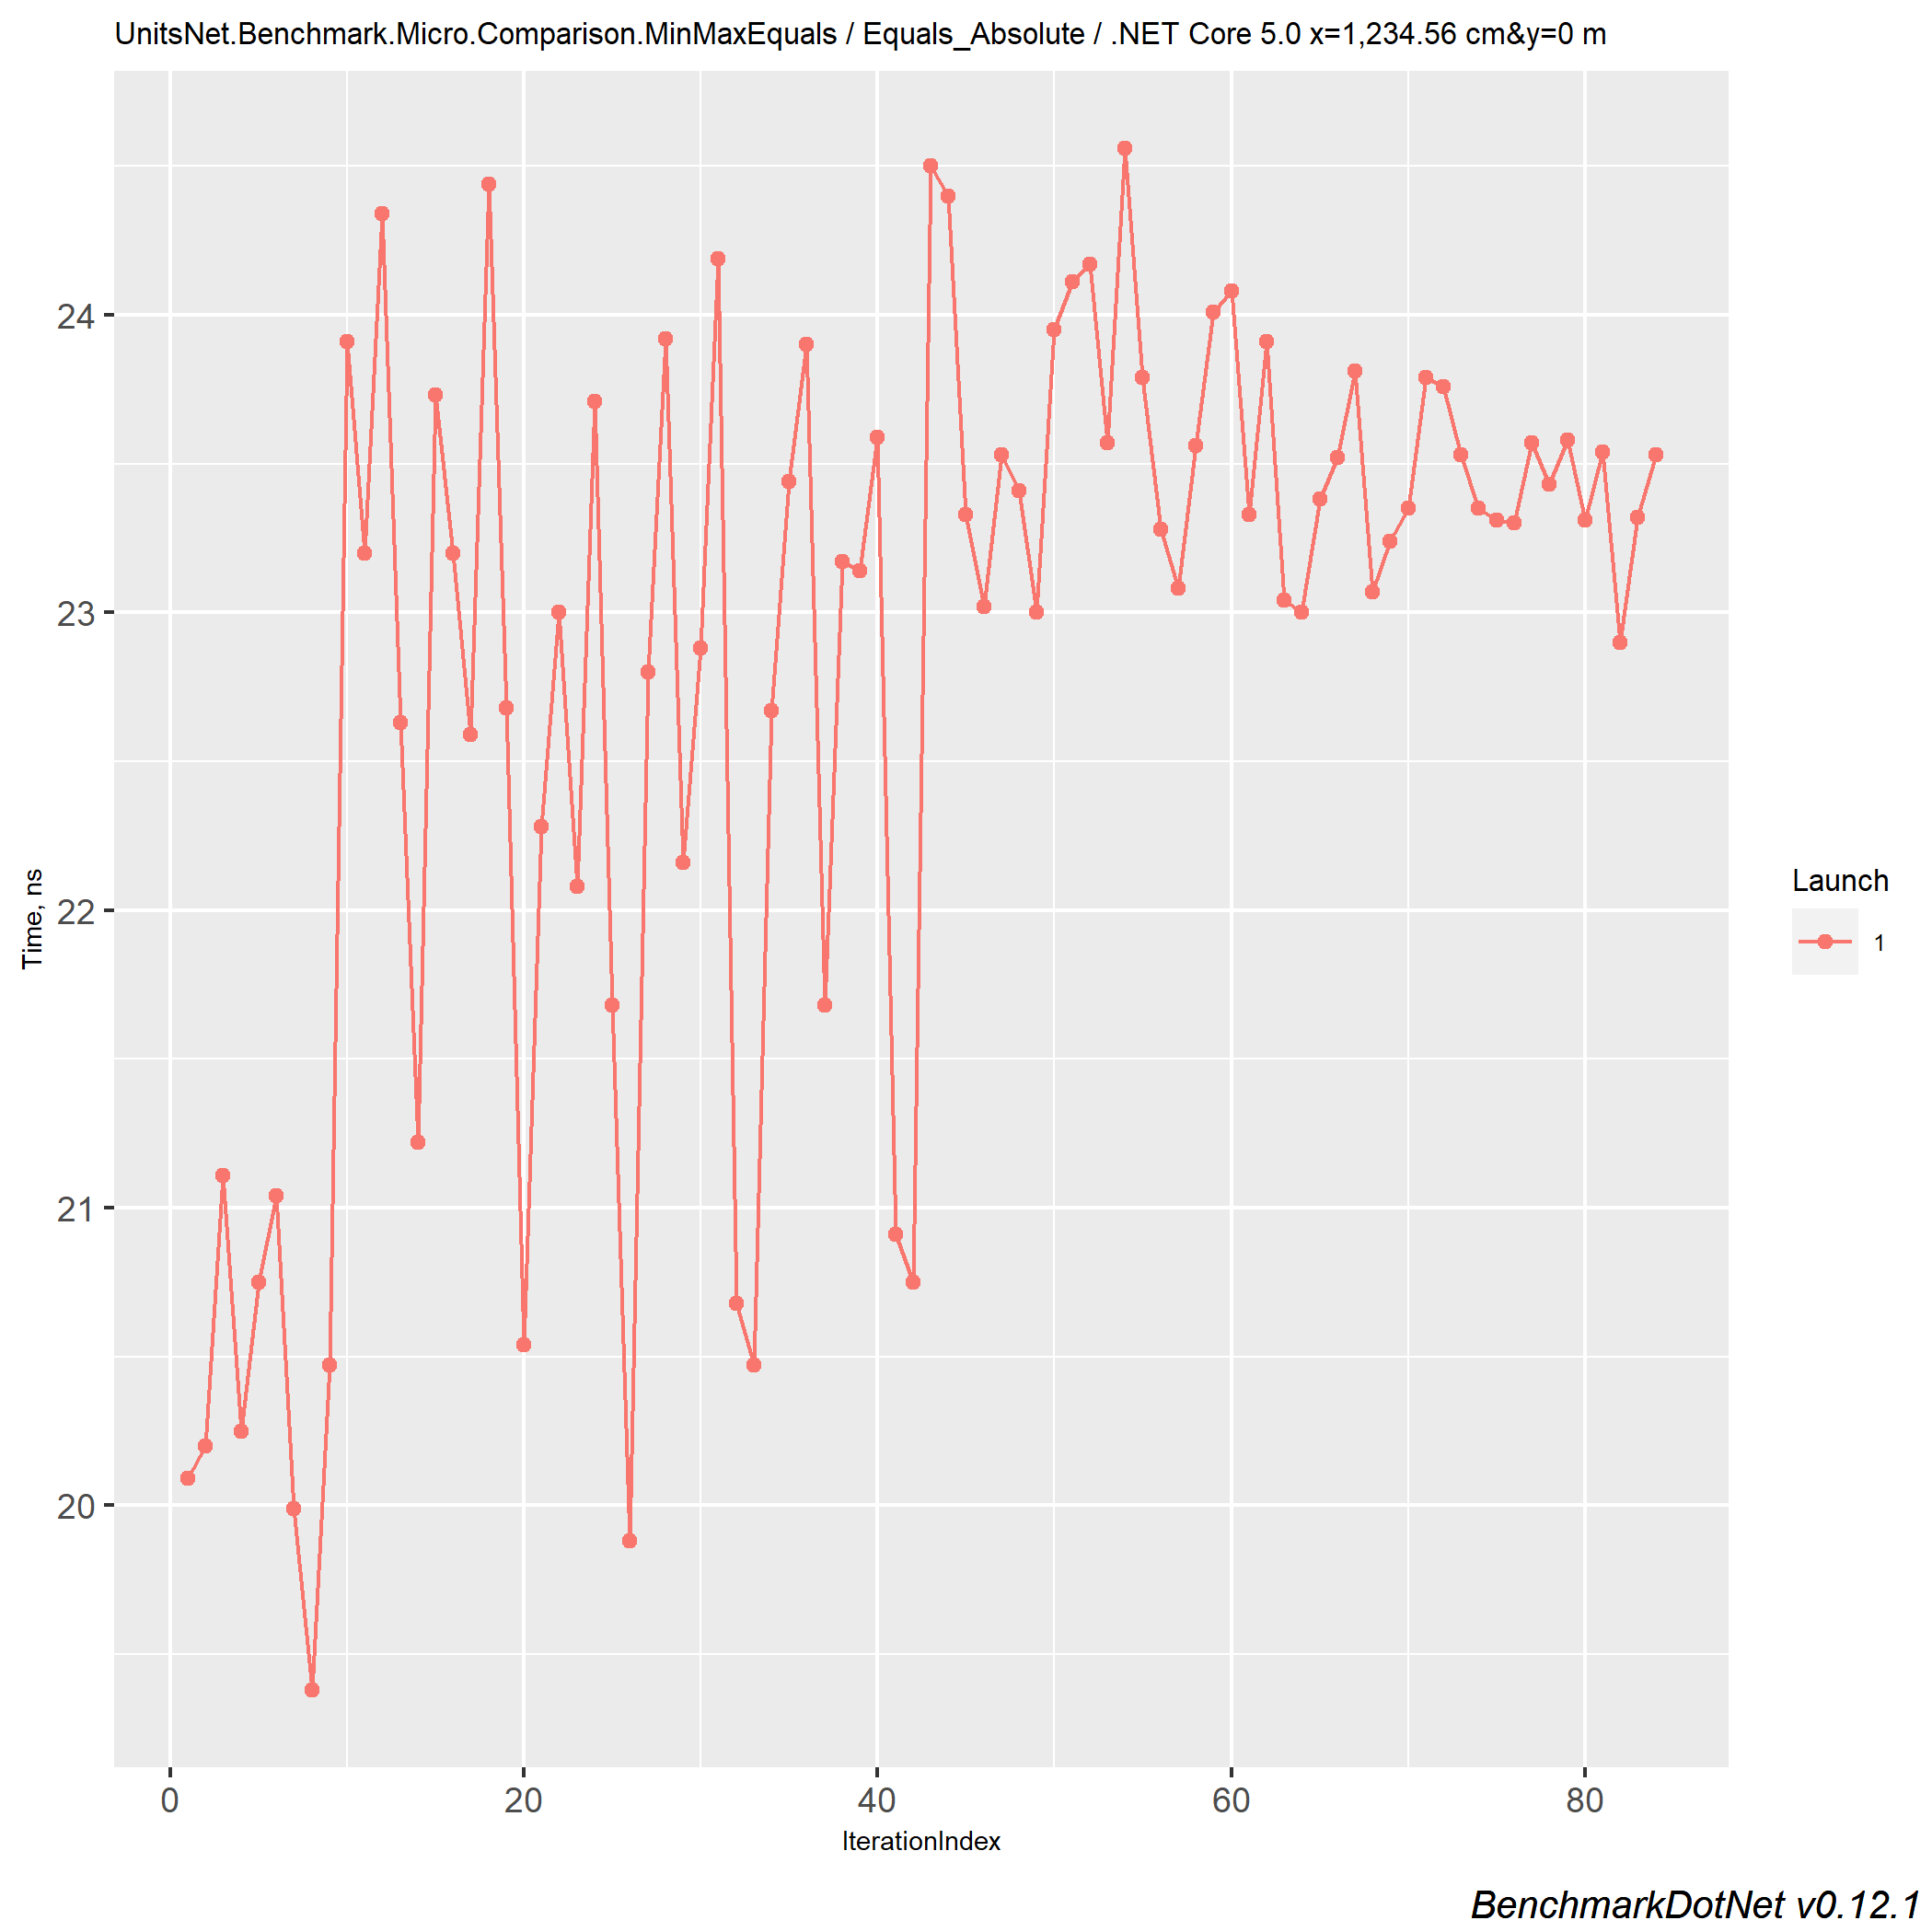 UnitsNet.Benchmark.Micro.Comparison.MinMaxEquals / Equals_Absolute / .NET Core 5.0 x=1,234.56 cm&y=0 m
24
23
22
21
20
Time, ns
0 20 40 60 80
IterationIndex
Launch
1
BenchmarkDotNet v0.12.1